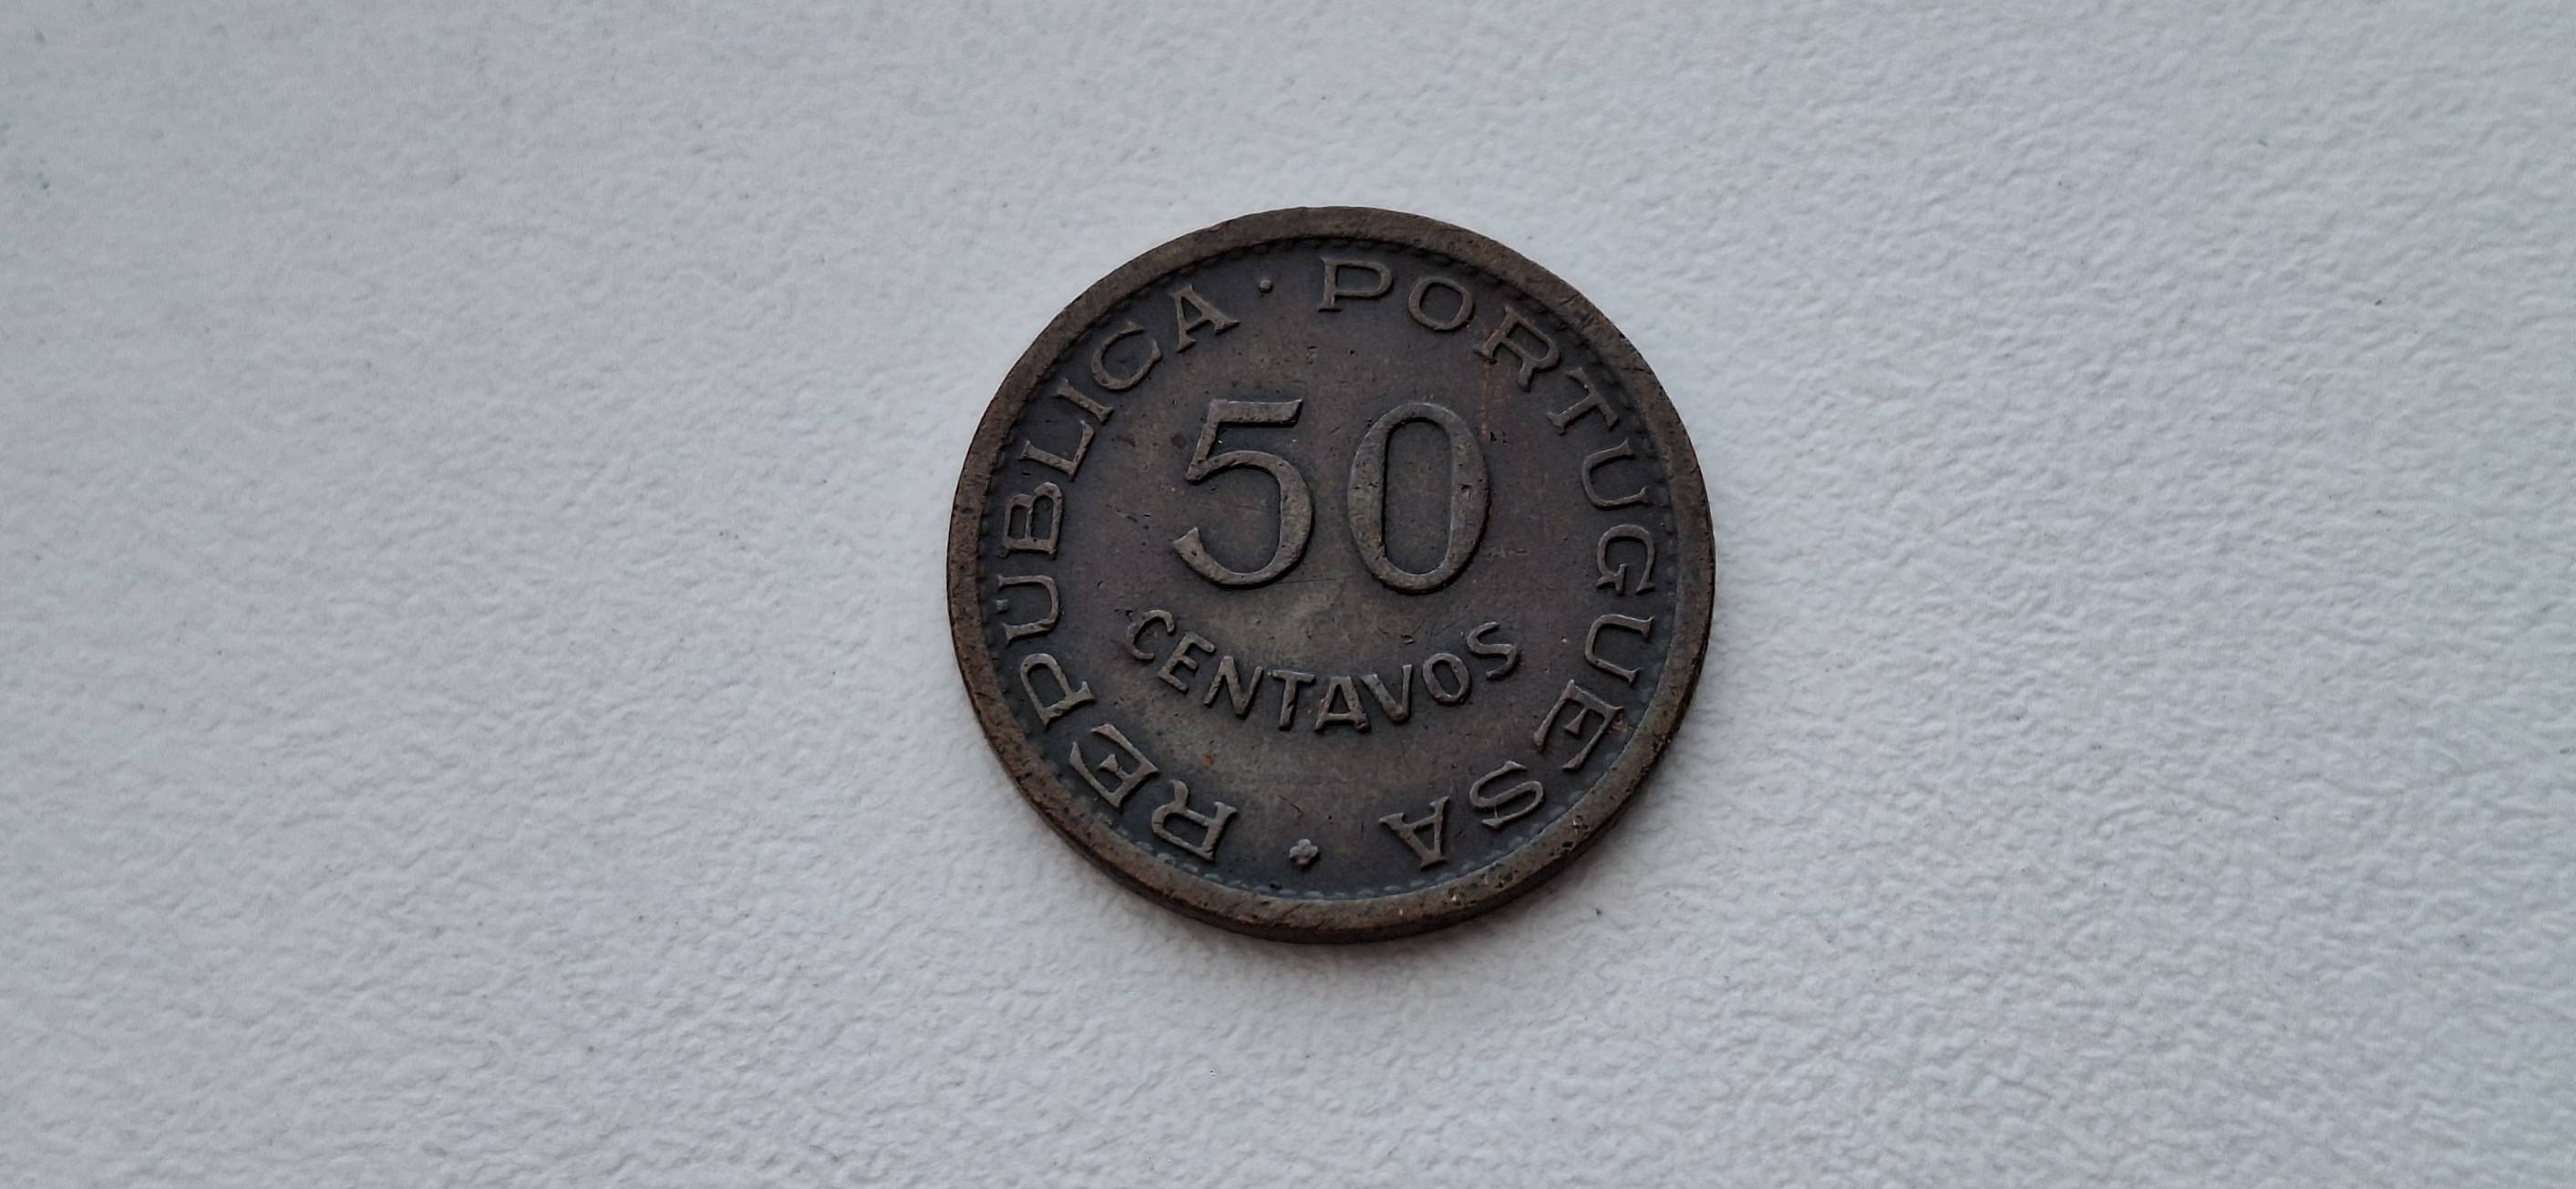 REPÚBLICA · PORTUGUESA
50
CENTAVOS